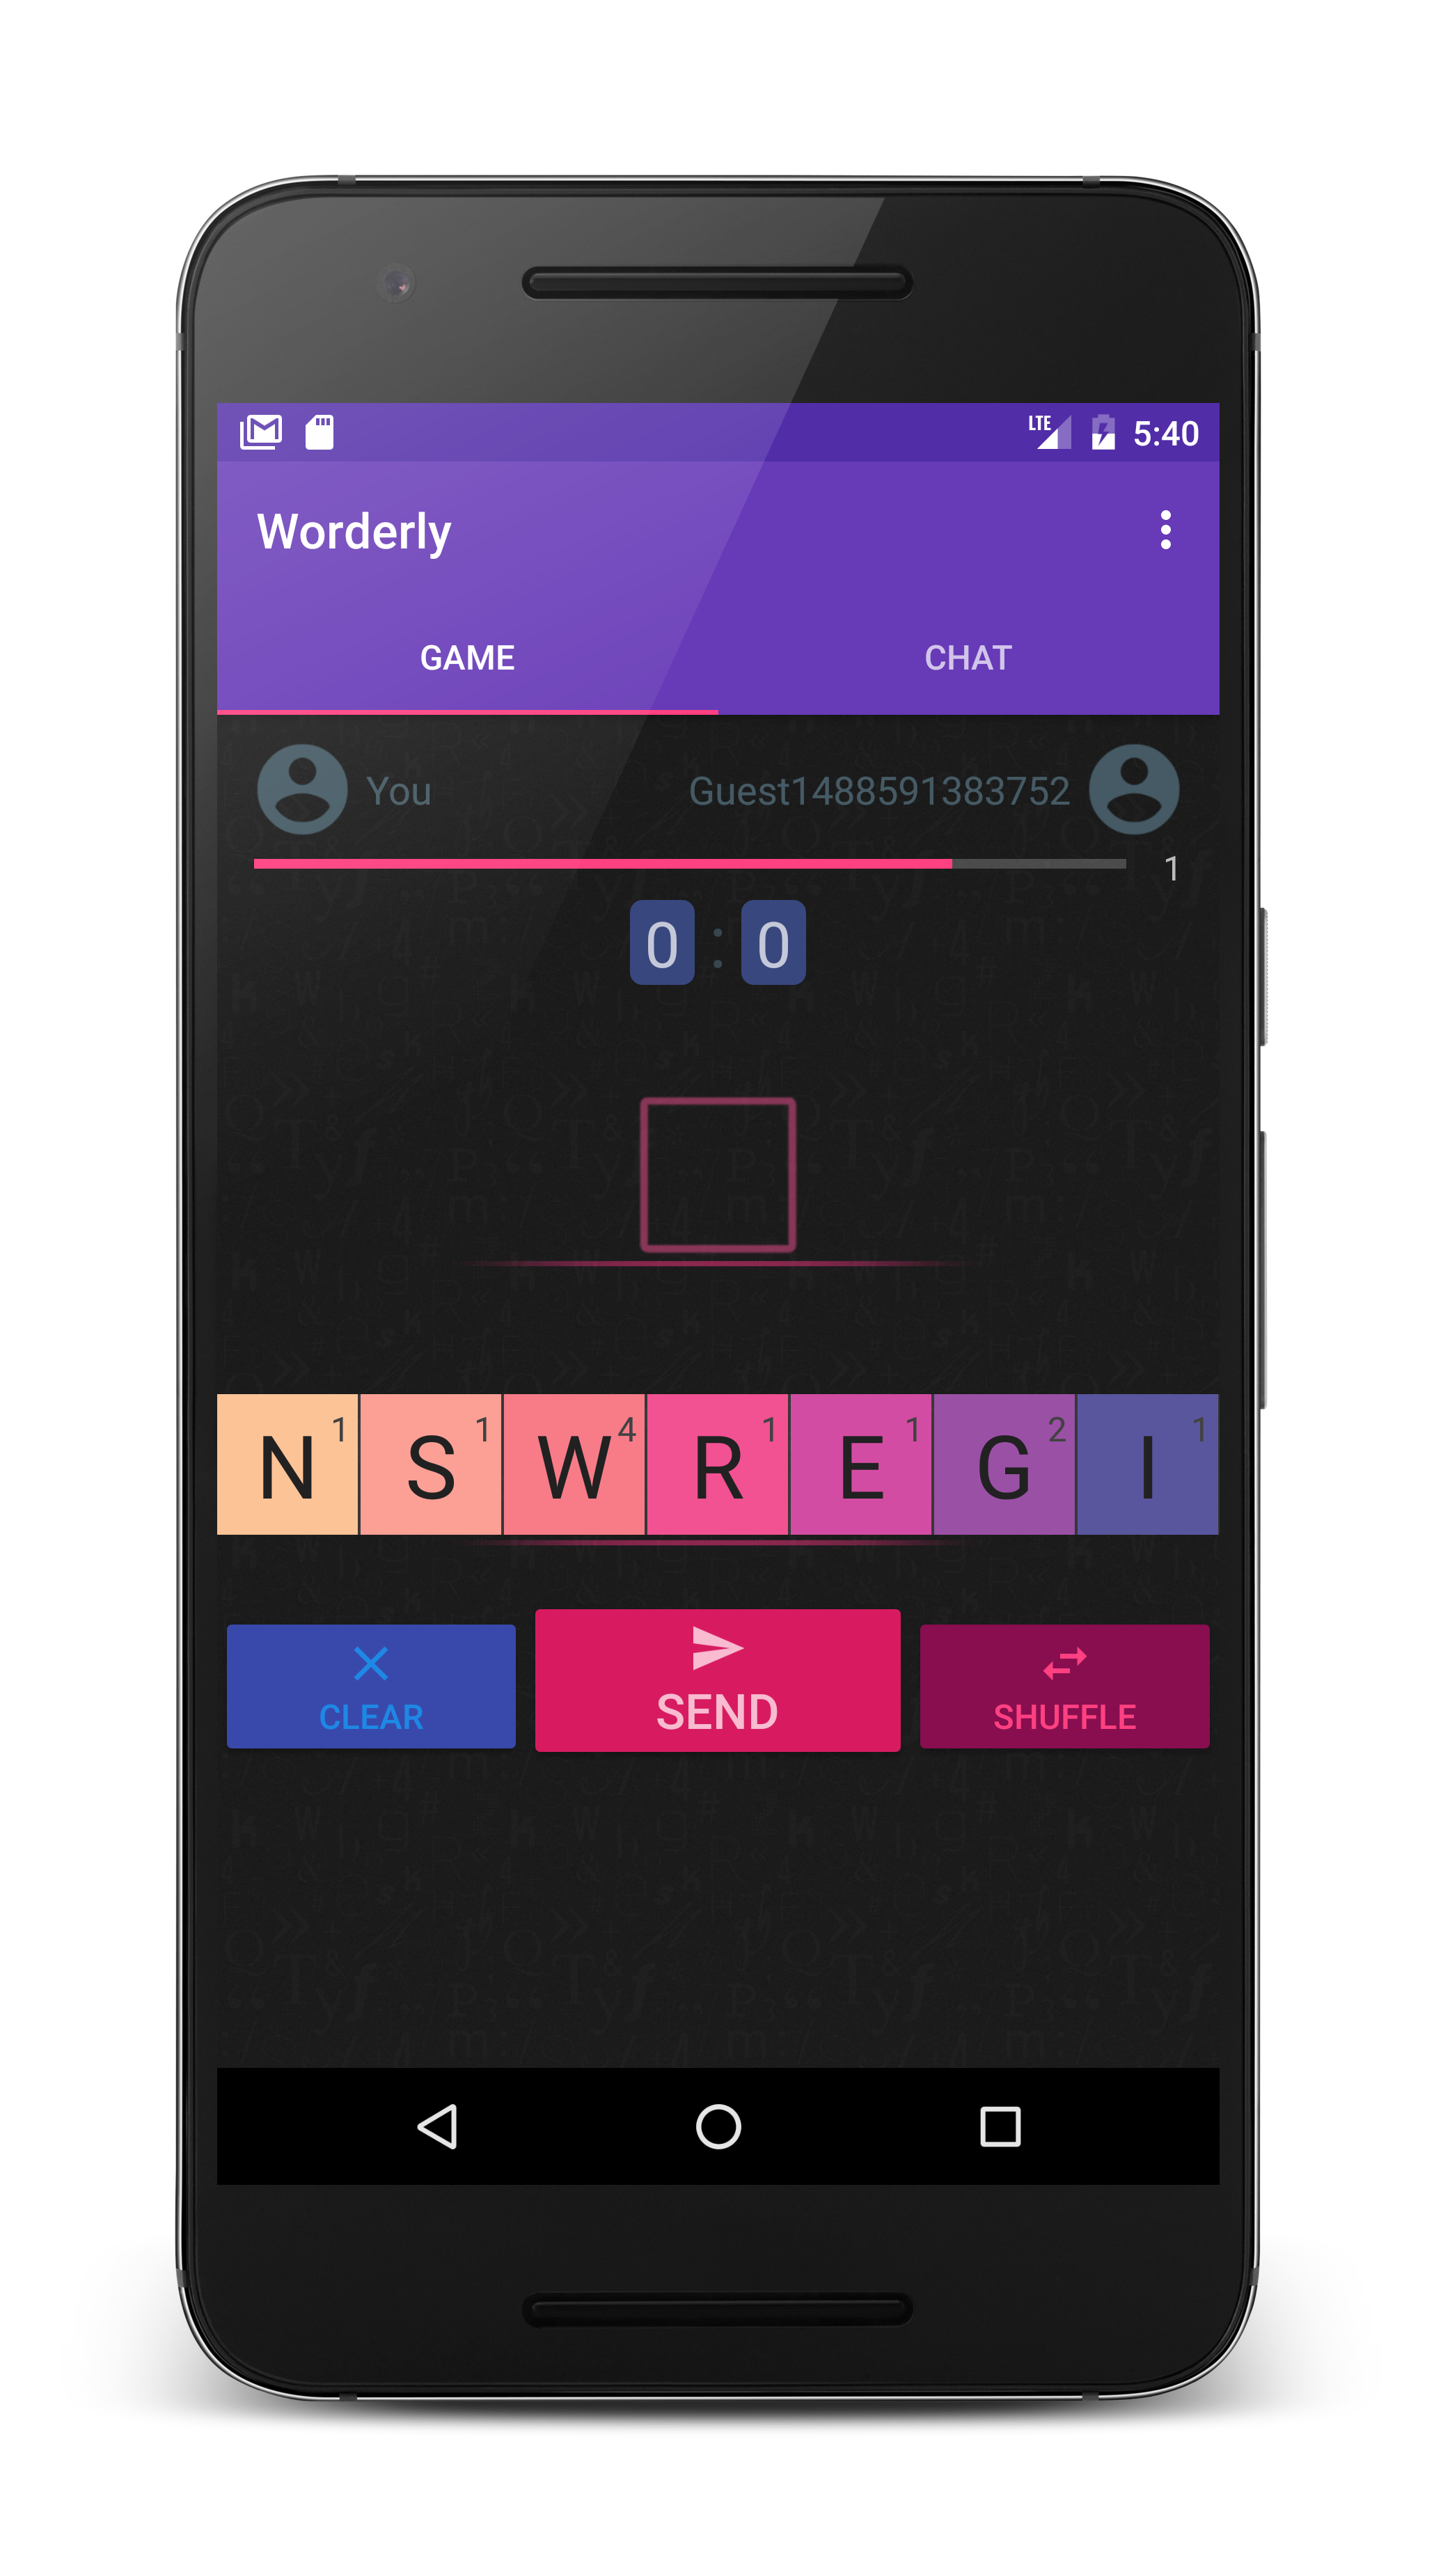 LTE 5:40
Worderly
GAME CHAT
You Guest1488591383752
1
0 : 0
N 1 S 1 W 4 R 1 E 1 G 2 I 1
CLEAR SEND SHUFFLE